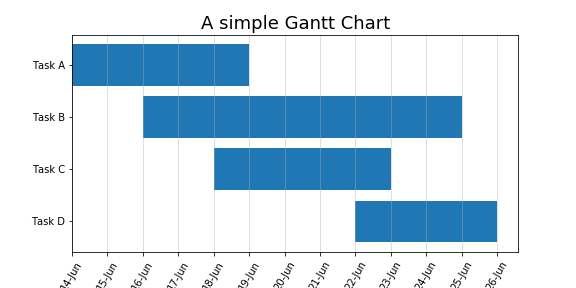 A simple Gantt Chart
Task A
Task B
Task C
Task D
14-Jun
15-Jun
16-Jun
17-Jun
18-Jun
19-Jun
20-Jun
21-Jun
22-Jun
23-Jun
24-Jun
25-Jun
26-Jun